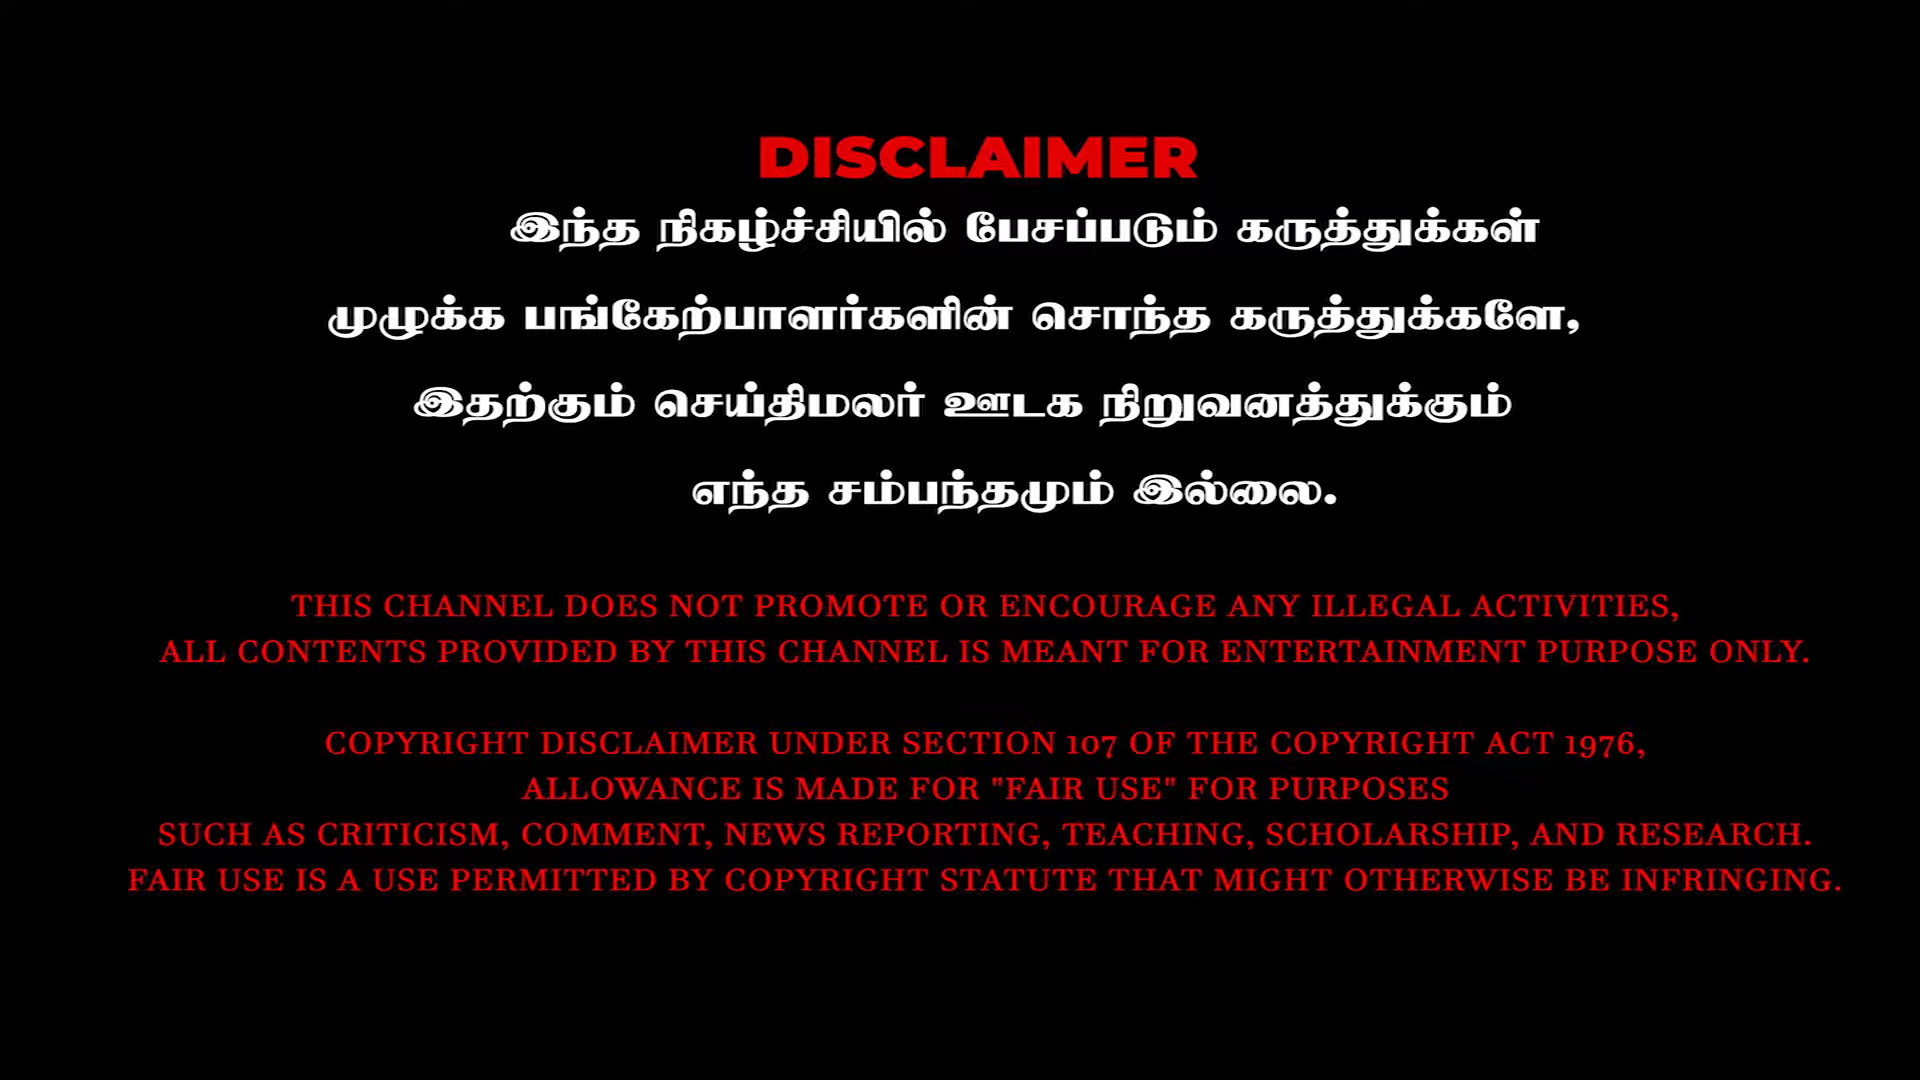 DISCLAIMER
இந்த நிகழ்ச்சியில் பேசப்படும் கருத்துக்கள்
முழுக்க பங்கேற்பாளர்களின் சொந்த கருத்துக்களே,
இதற்கும் செய்திமலர் ஊடக நிறுவனத்துக்கும்
எந்த சம்பந்தமும் இல்லை.
THIS CHANNEL DOES NOT PROMOTE OR ENCOURAGE ANY ILLEGAL ACTIVITIES,
ALL CONTENTS PROVIDED BY THIS CHANNEL IS MEANT FOR ENTERTAINMENT PURPOSE ONLY.
COPYRIGHT DISCLAIMER UNDER SECTION 107 OF THE COPYRIGHT ACT 1976,
ALLOWANCE IS MADE FOR "FAIR USE" FOR PURPOSES
SUCH AS CRITICISM, COMMENT, NEWS REPORTING, TEACHING, SCHOLARSHIP, AND RESEARCH.
FAIR USE IS A USE PERMITTED BY COPYRIGHT STATUTE THAT MIGHT OTHERWISE BE INFRINGING.